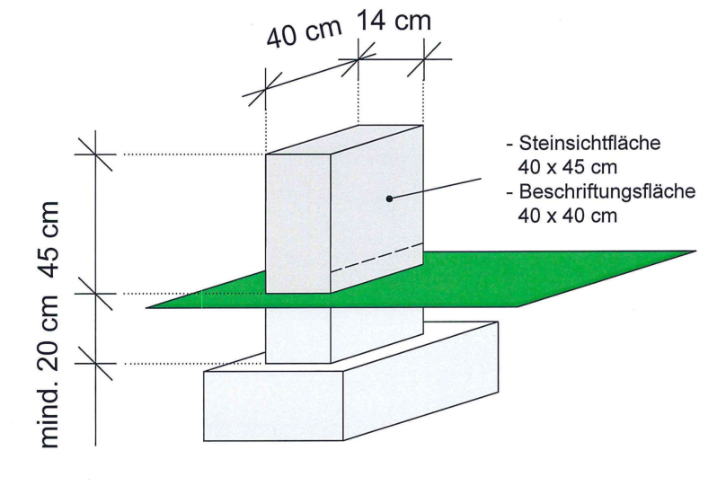 40 cm
14 cm
- Steinsichtfläche
40 x 45 cm
- Beschriftungsfläche
40 x 40 cm
45 cm
mind. 20 cm